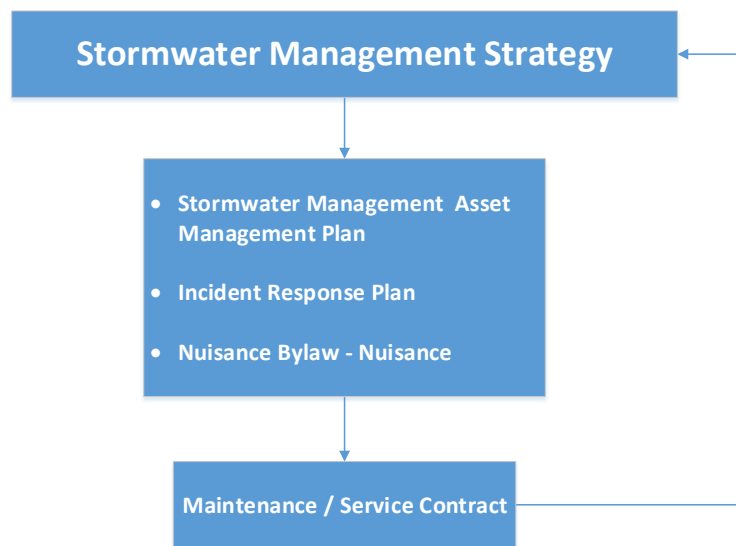 Stormwater Management Strategy
• Stormwater Management Asset
Management Plan
• Incident Response Plan
• Nuisance Bylaw - Nuisance
Maintenance / Service Contract